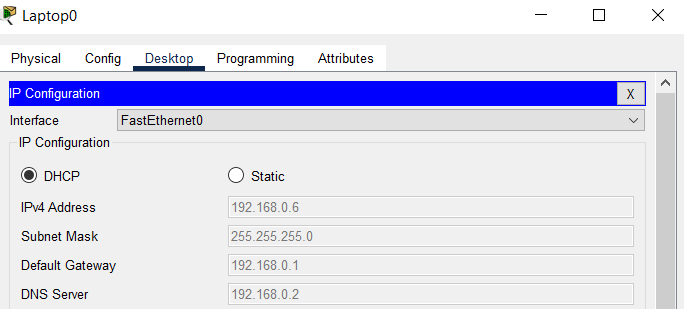 Laptop0
Physical Config Desktop Programming Attributes
IP Configuration X
Interface FastEthernet0
IP Configuration
DHCP Static
IPv4 Address 192.168.0.6
Subnet Mask 255.255.255.0
Default Gateway 192.168.0.1
DNS Server 192.168.0.2